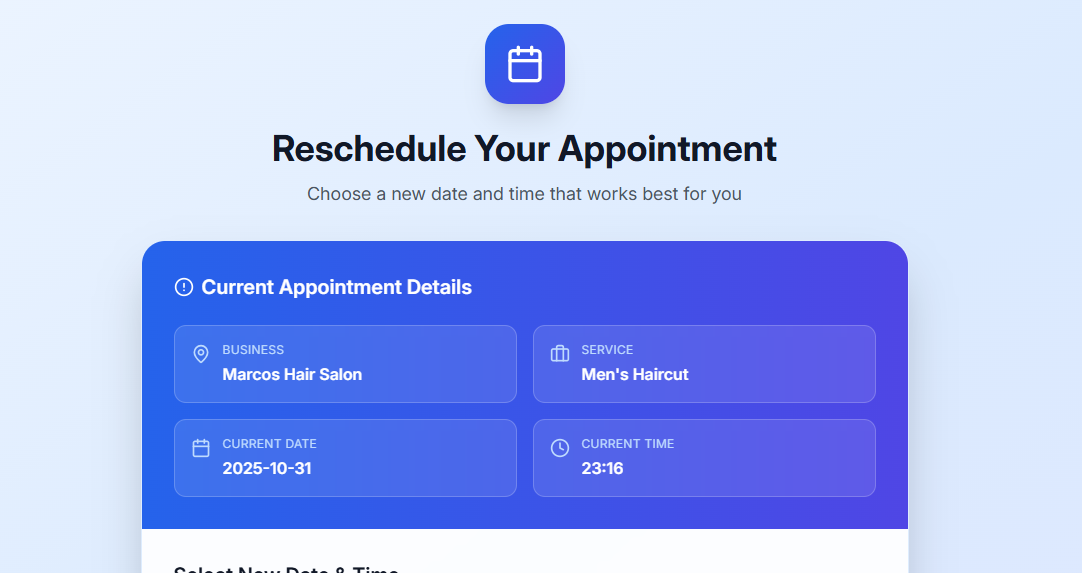 Reschedule Your Appointment
Choose a new date and time that works best for you
Current Appointment Details
BUSINESS
Marcos Hair Salon
SERVICE
Men's Haircut
CURRENT DATE
2025-10-31
CURRENT TIME
23:16
Select New Date & Time